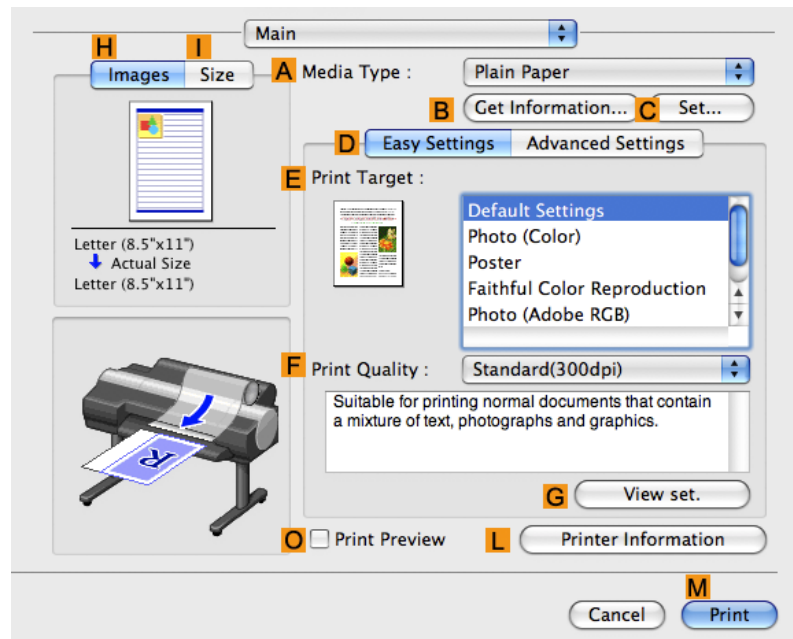 Main
H I
Images Size
A Media Type : Plain Paper
B Get Information... C Set...
D Easy Settings Advanced Settings
E Print Target :
Default Settings
Photo (Color)
Poster
Faithful Color Reproduction
Photo (Adobe RGB)
Letter (8.5"x11")
Actual Size
Letter (8.5"x11")
F Print Quality : Standard(300dpi)
Suitable for printing normal documents that contain
a mixture of text, photographs and graphics.
R
G View set.
O Print Preview L Printer Information
M
Cancel Print